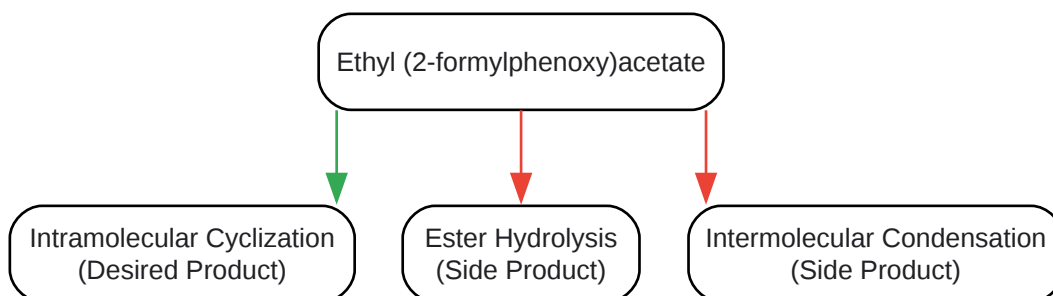 Ethyl (2-formylphenoxy)acetate
Intramolecular Cyclization
(Desired Product)
Ester Hydrolysis
(Side Product)
Intermolecular Condensation
(Side Product)